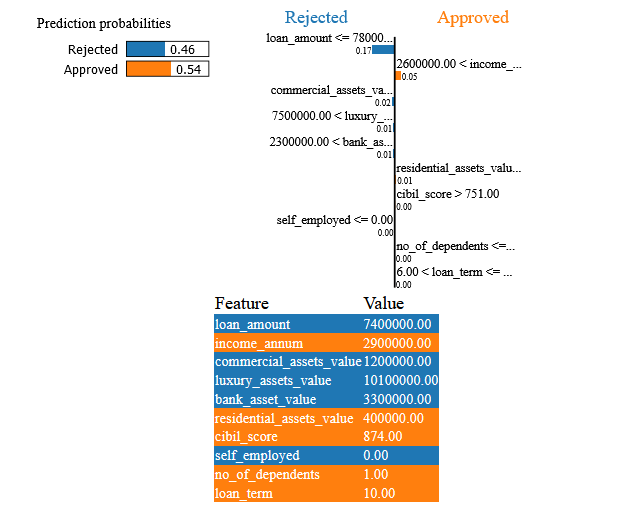 Prediction probabilities
Rejected 0.46
Approved 0.54
Rejected Approved
loan_amount <= 78000...
0.17
2600000.00 < income_...
0.05
commercial_assets_va...
0.02
7500000.00 < luxury_...
0.01
2300000.00 < bank_as...
0.01
residential_assets_valu...
0.01
cibil_score > 751.00
0.00
self_employed <= 0.00
0.00
no_of_dependents <=...
0.00
6.00 < loan_term <= ...
0.00
Feature Value
loan_amount 7400000.00
income_annum 2900000.00
commercial_assets_value 1200000.00
luxury_assets_value 10100000.00
bank_asset_value 3300000.00
residential_assets_value 400000.00
cibil_score 874.00
self_employed 0.00
no_of_dependents 1.00
loan_term 10.00